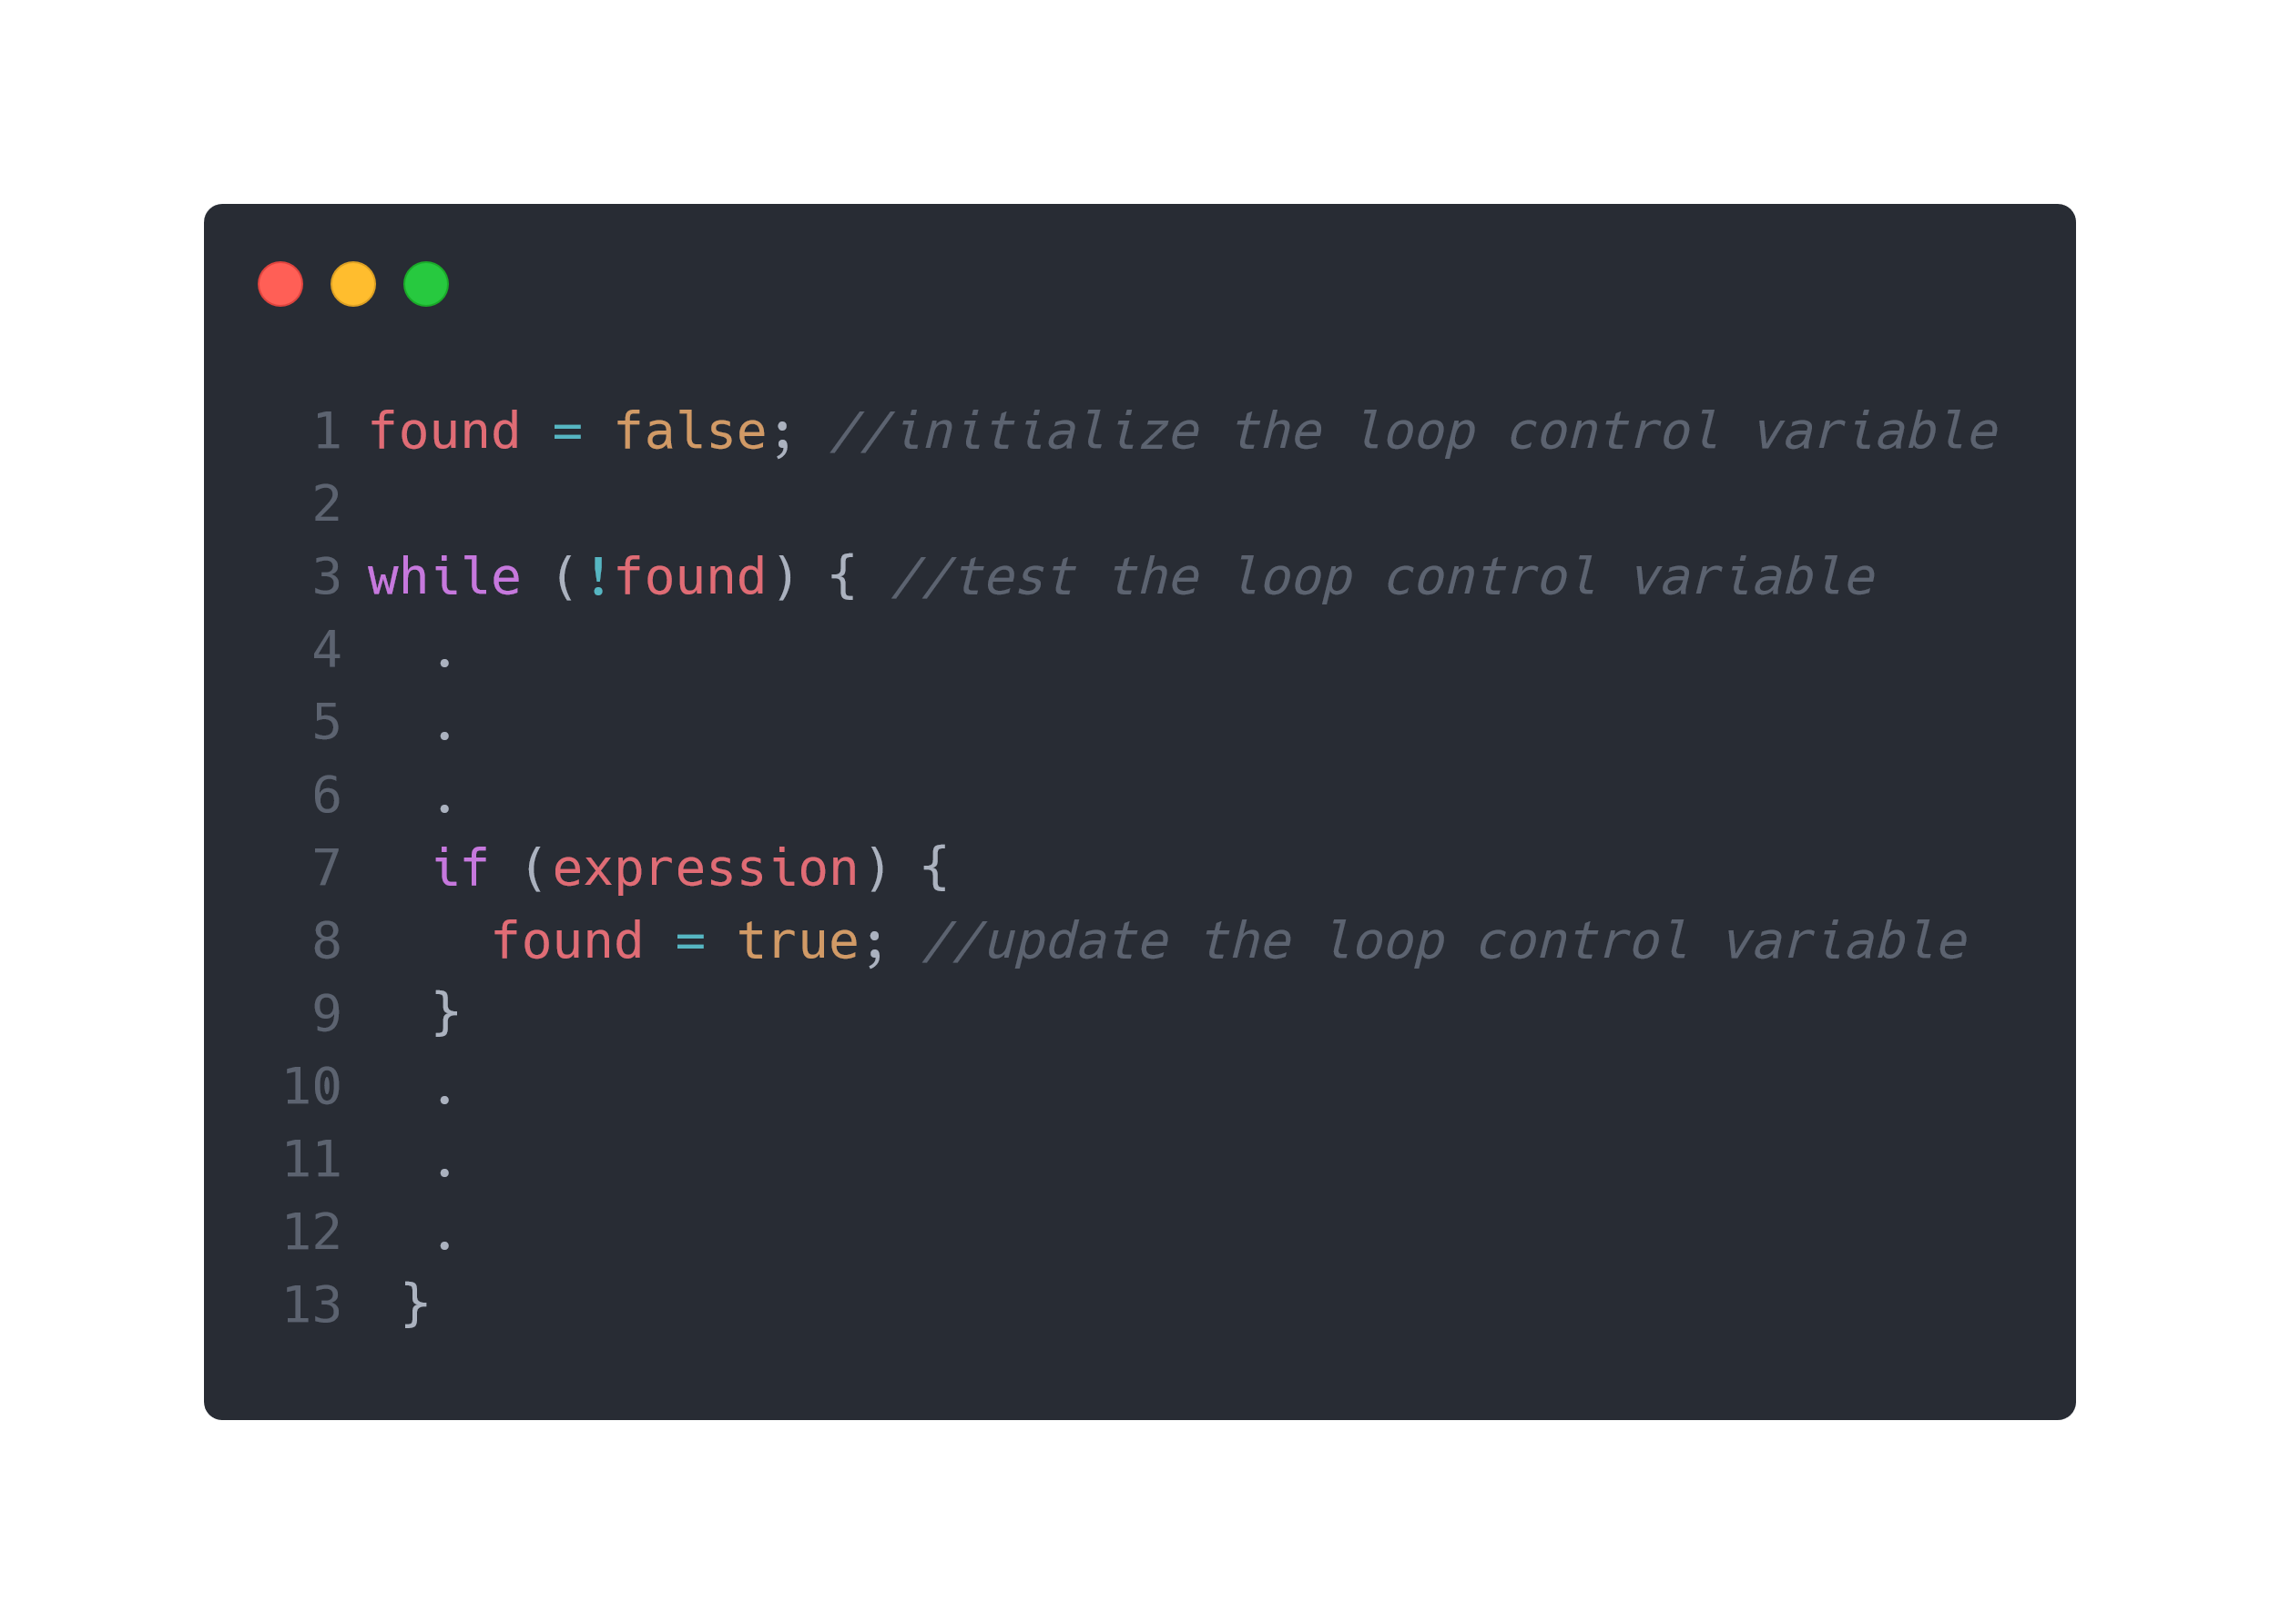 1 found = false; //initialize the loop control variable
2
3 while (!found) { //test the loop control variable
4   .
5   .
6   .
7   if (expression) {
8     found = true; //update the loop control variable
9   }
10   .
11   .
12   .
13  }